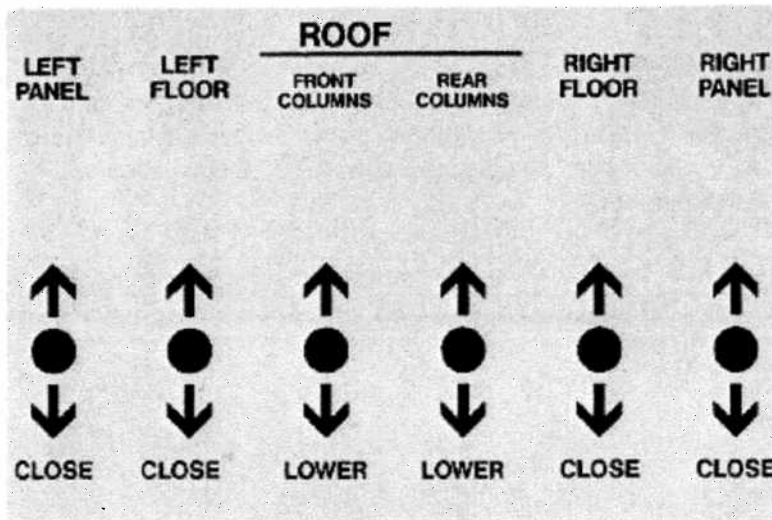 ROOF
LEFT PANEL
LEFT FLOOR
FRONT COLUMNS
REAR COLUMNS
RIGHT FLOOR
RIGHT PANEL
CLOSE CLOSE LOWER LOWER CLOSE CLOSE